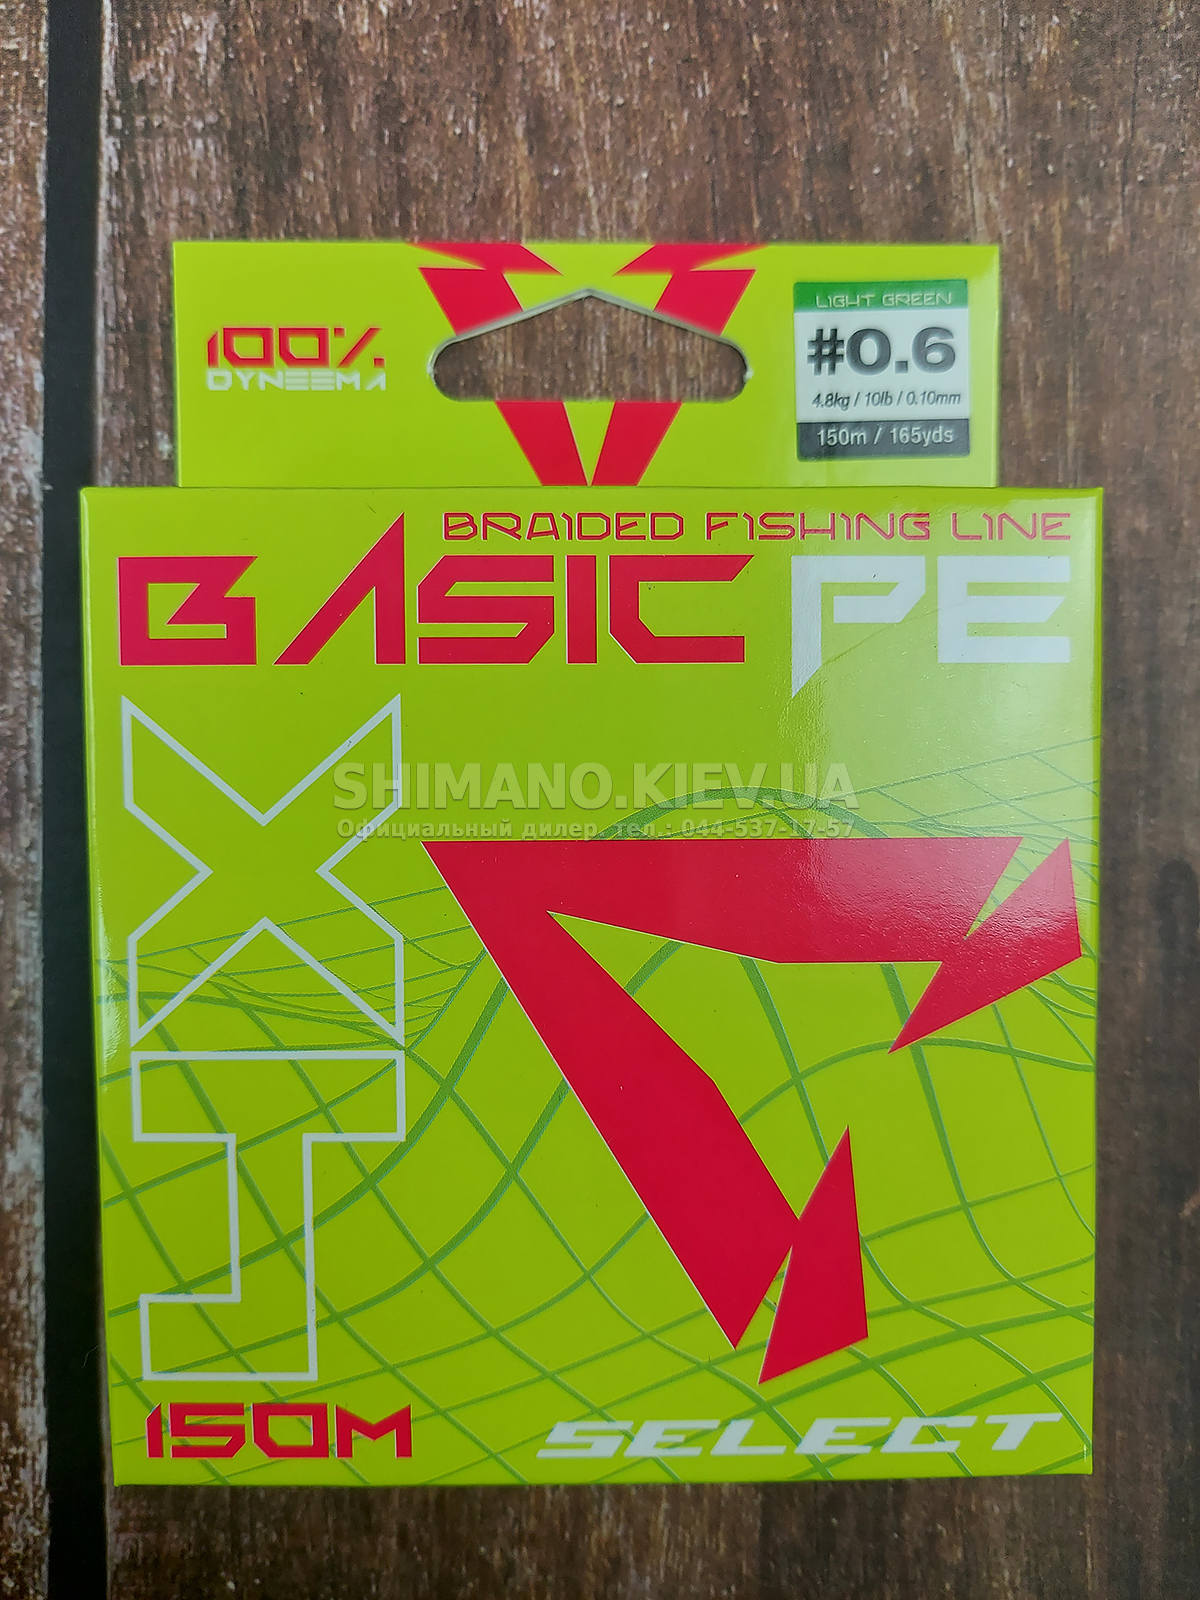 100%
DYNEEMA
LIGHT GREEN
#0.6
4.8kg / 10lb / 0.10mm
150m / 165yds
BRAIDED FISHING LINE
BASIC PE
X4
SHIMANO.KIEV.UA
Официальный дилер, тел.: 044-537-17-57
150M
SELECT